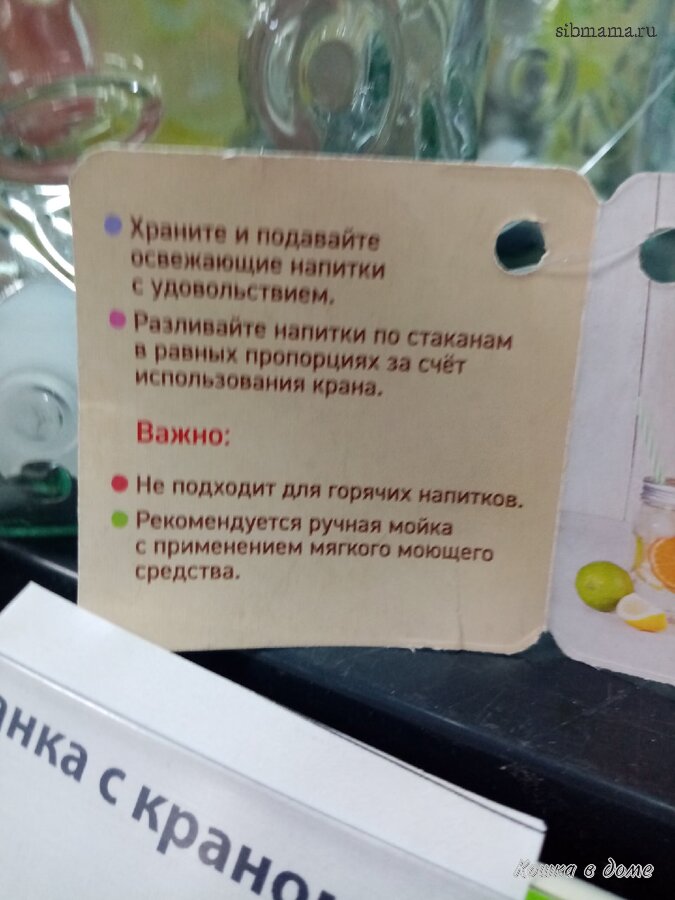 sibmama.ru
Храните и подавайте
освежающие напитки
с удовольствием.
Разливайте напитки по стаканам
в равных пропорциях за счёт
использования крана.
Важно:
Не подходит для горячих напитков.
Рекомендуется ручная мойка
с применением мягкого моющего
средства.
анка с краном
Кошка в доме